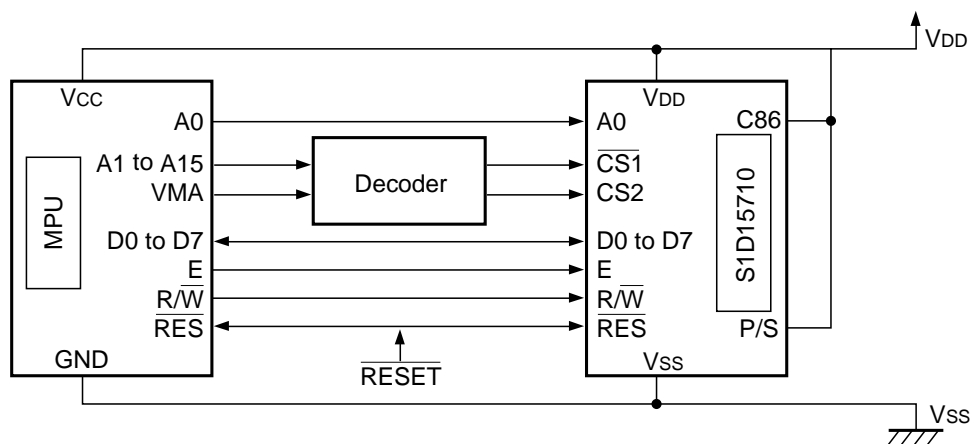 VDD
VCC
VDD
A0
A0
C86
A1 to A15
Decoder
CS1
VMA
CS2
MPU
S1D15710
D0 to D7
D0 to D7
E
E
R/W
R/W
RES
RES
P/S
GND
RESET
VSS
VSS